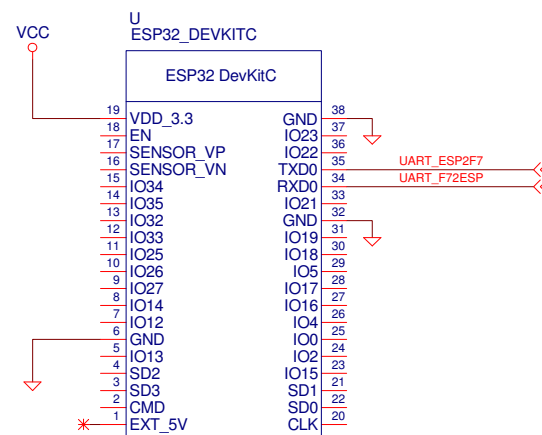 U
VCC
ESP32_DEVKITC
ESP32 DevKitC
19 VDD_3.3 GND 38
18 EN IO23 37
17 SENSOR_VP IO22 36
16 SENSOR_VN TXD0 35 UART_ESP2F7
15 IO34 RXD0 34 UART_F72ESP
14 IO35 IO21 33
13 IO32 GND 32
12 IO33 IO19 31
11 IO25 IO18 30
10 IO26 IO5 29
9 IO27 IO17 28
8 IO14 IO16 27
7 IO12 IO4 26
6 GND IO0 25
5 IO13 IO2 24
4 SD2 IO15 23
3 SD3 SD1 21
2 CMD SD0 22
1 EXT_5V CLK 20